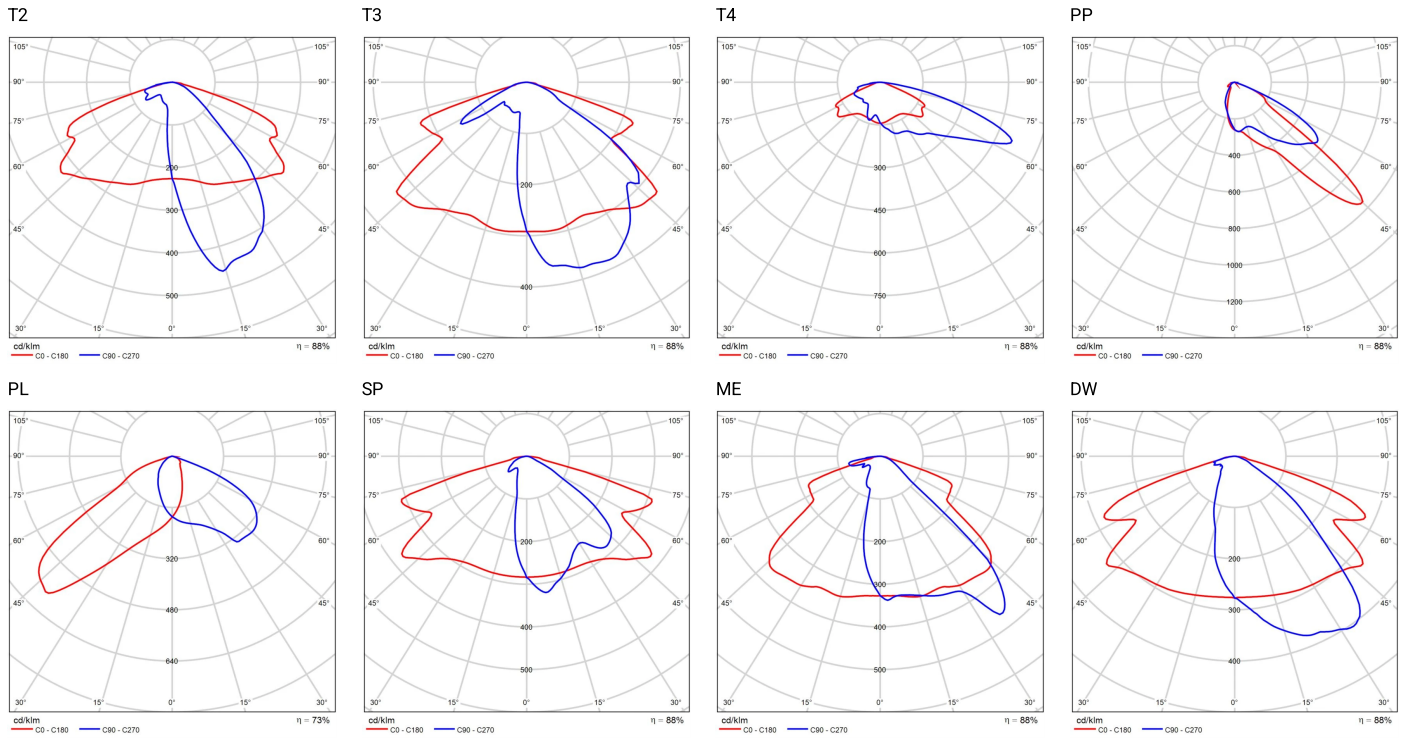 T2
T3
T4
PP
105° 105° 105° 105° 105° 105° 105° 105°
90° 90° 90° 90° 90° 90° 90° 90°
75° 75° 75° 75° 75° 75° 75° 75°
60° 200 60° 60° 200 60° 60° 300 60° 60° 400 60°
300 450 600
45° 400 45° 45° 45° 45° 600 45° 45° 800 45°
500 400 750 1000
1200
30° 15° 0° 15° 30° 30° 15° 0° 15° 30° 30° 15° 0° 15° 30° 30° 15° 0° 15° 30°
cd/klm η = 88% cd/klm η = 88% cd/klm η = 88% cd/klm η = 88%
C0 - C180 C90 - C270 C0 - C180 C90 - C270 C0 - C180 C90 - C270 C0 - C180 C90 - C270
PL
SP
ME
DW
105° 105° 105° 105° 105° 105° 105° 105°
90° 90° 90° 90° 90° 90° 90° 90°
75° 75° 75° 75° 75° 75° 75° 75°
60° 320 60° 60° 200 60° 60° 200 60° 60° 200 60°
300
45° 480 45° 45° 400 45° 45° 400 45° 45° 300 45°
640 500 500 400
30° 15° 0° 15° 30° 30° 15° 0° 15° 30° 30° 15° 0° 15° 30° 30° 15° 0° 15° 30°
cd/klm η = 73% cd/klm η = 88% cd/klm η = 88% cd/klm η = 88%
C0 - C180 C90 - C270 C0 - C180 C90 - C270 C0 - C180 C90 - C270 C0 - C180 C90 - C270